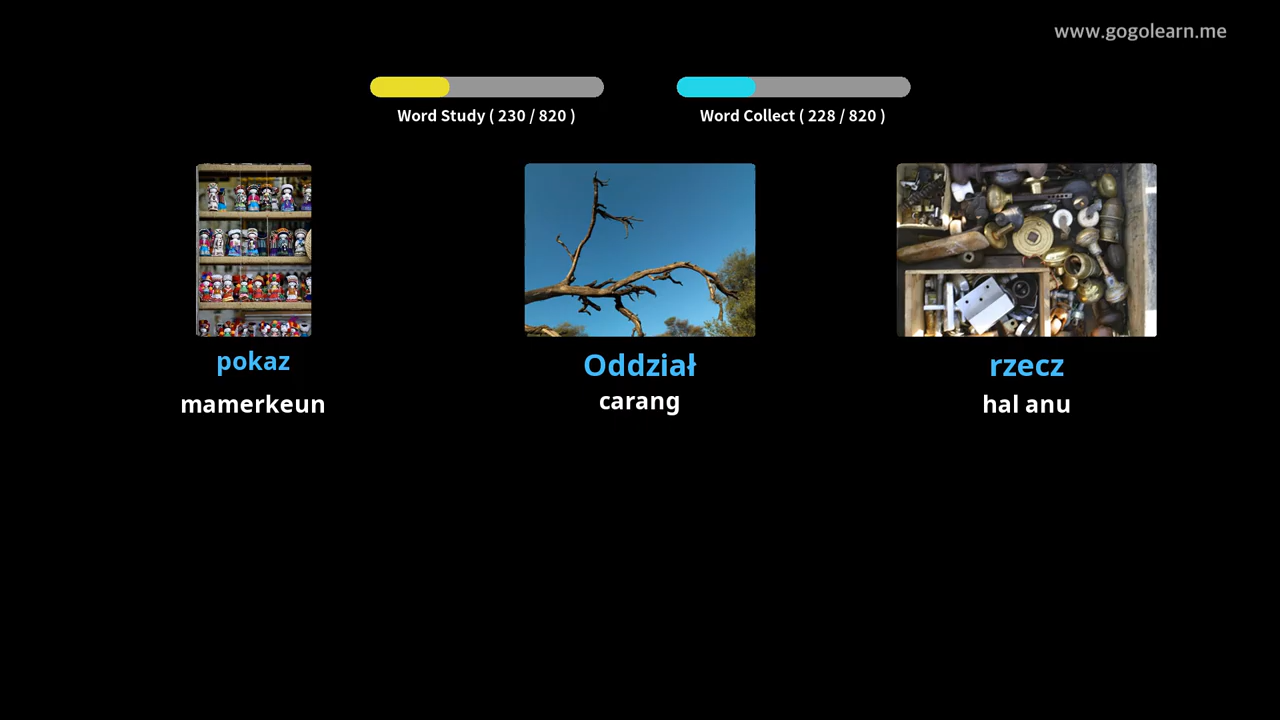 www.gogolearn.me
Word Study ( 230 / 820 )
Word Collect ( 228 / 820 )
pokaz
mamerkeun
Oddział
carang
rzecz
hal anu